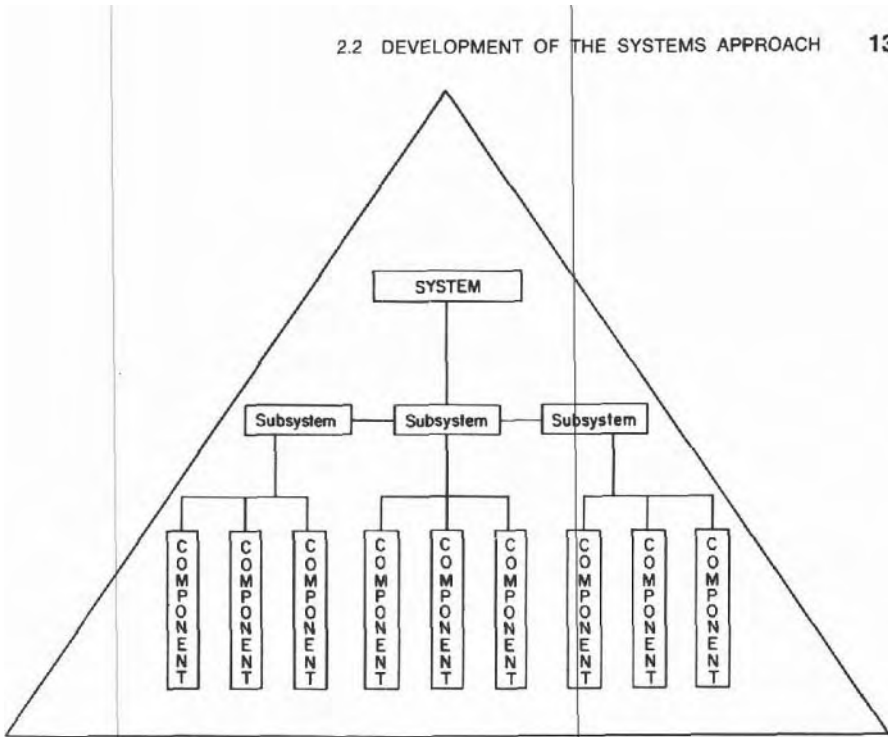 2.2 DEVELOPMENT OF THE SYSTEMS APPROACH 13
SYSTEM
Subsystem Subsystem Subsystem
COMPONENT COMPONENT COMPONENT COMPONENT COMPONENT COMPONENT COMPONENT COMPONENT COMPONENT